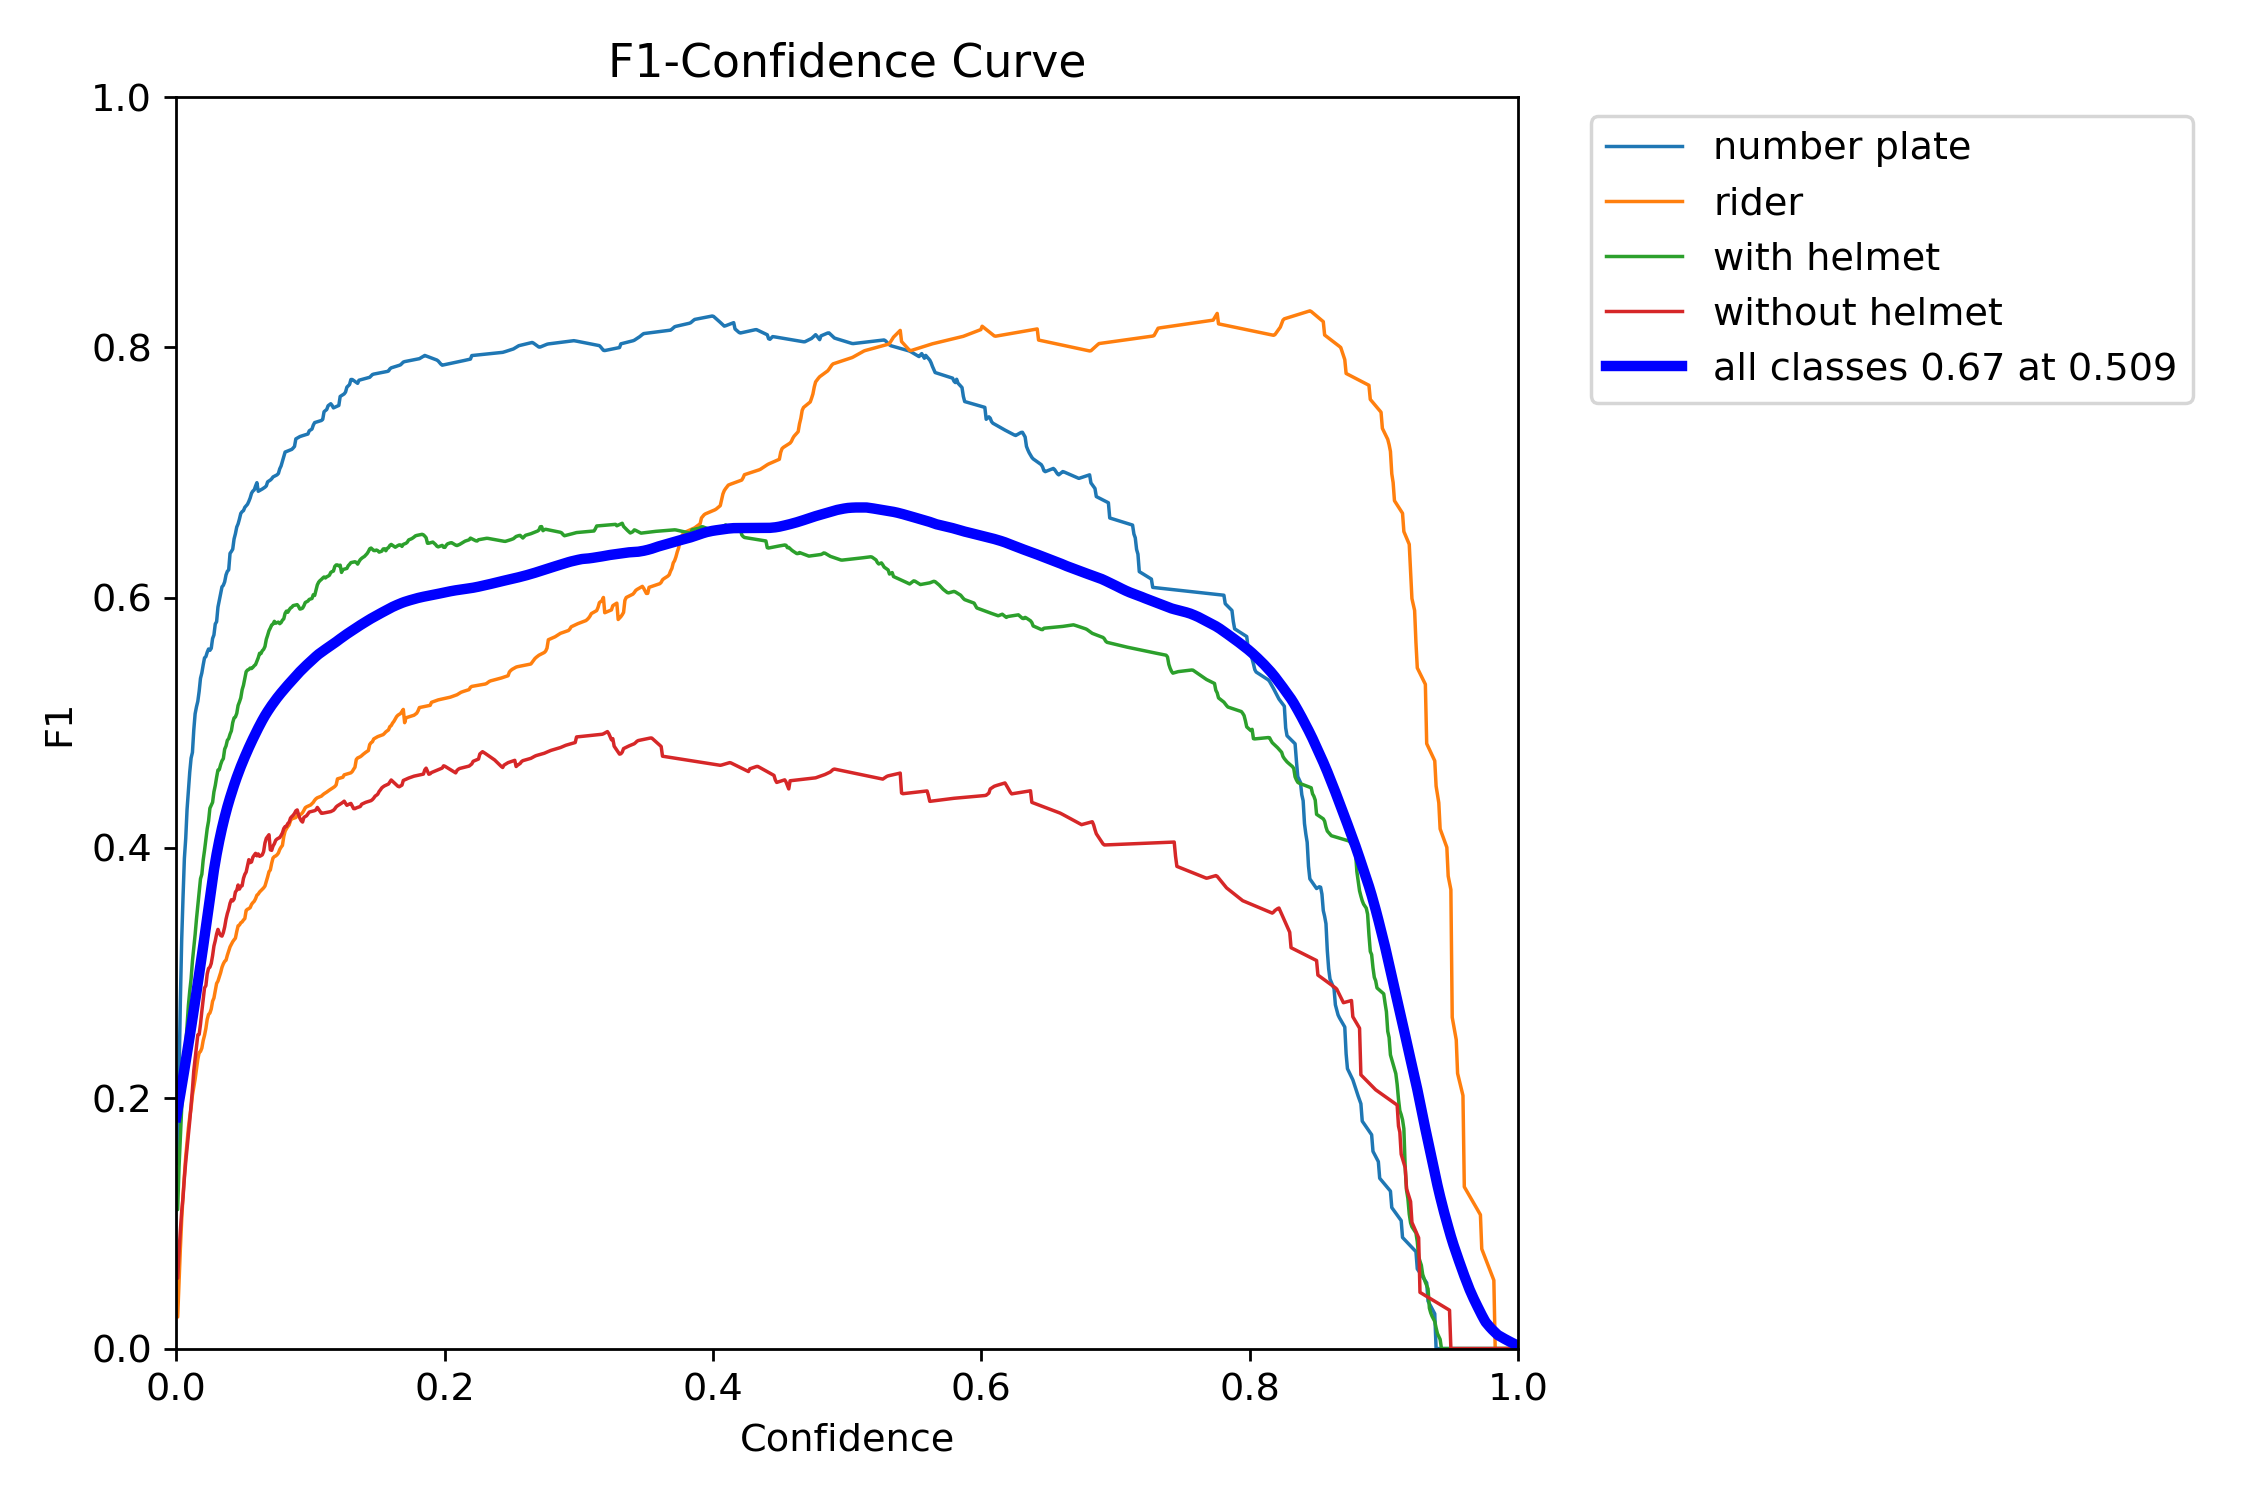 F1-Confidence Curve
number plate
rider
with helmet
without helmet
all classes 0.67 at 0.509
F1
1.0
0.8
0.6
0.4
0.2
0.0
0.0 0.2 0.4 0.6 0.8 1.0
Confidence